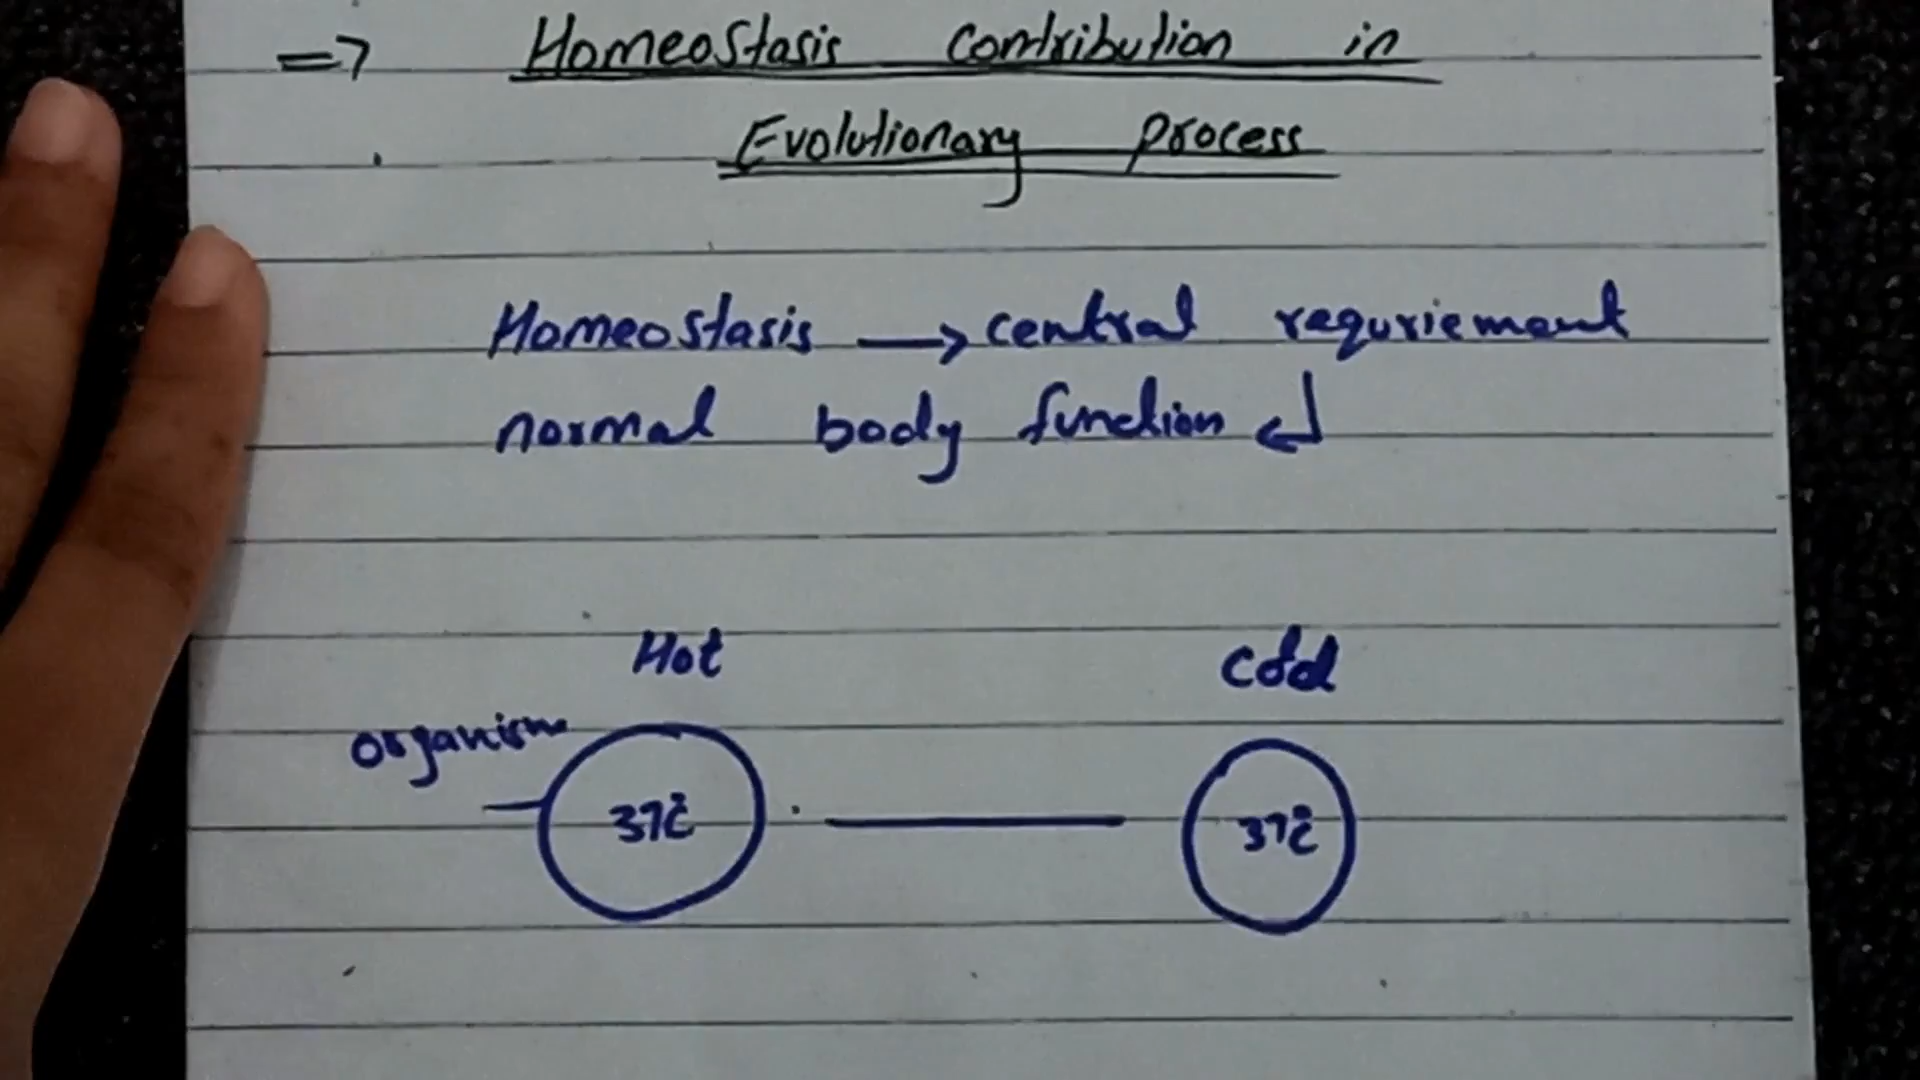 => Homeostasis contribution in
Evolutionary process
Homeostasis → central requriement
normal body function ↲
Hot Cold
organism
37°C 37°C